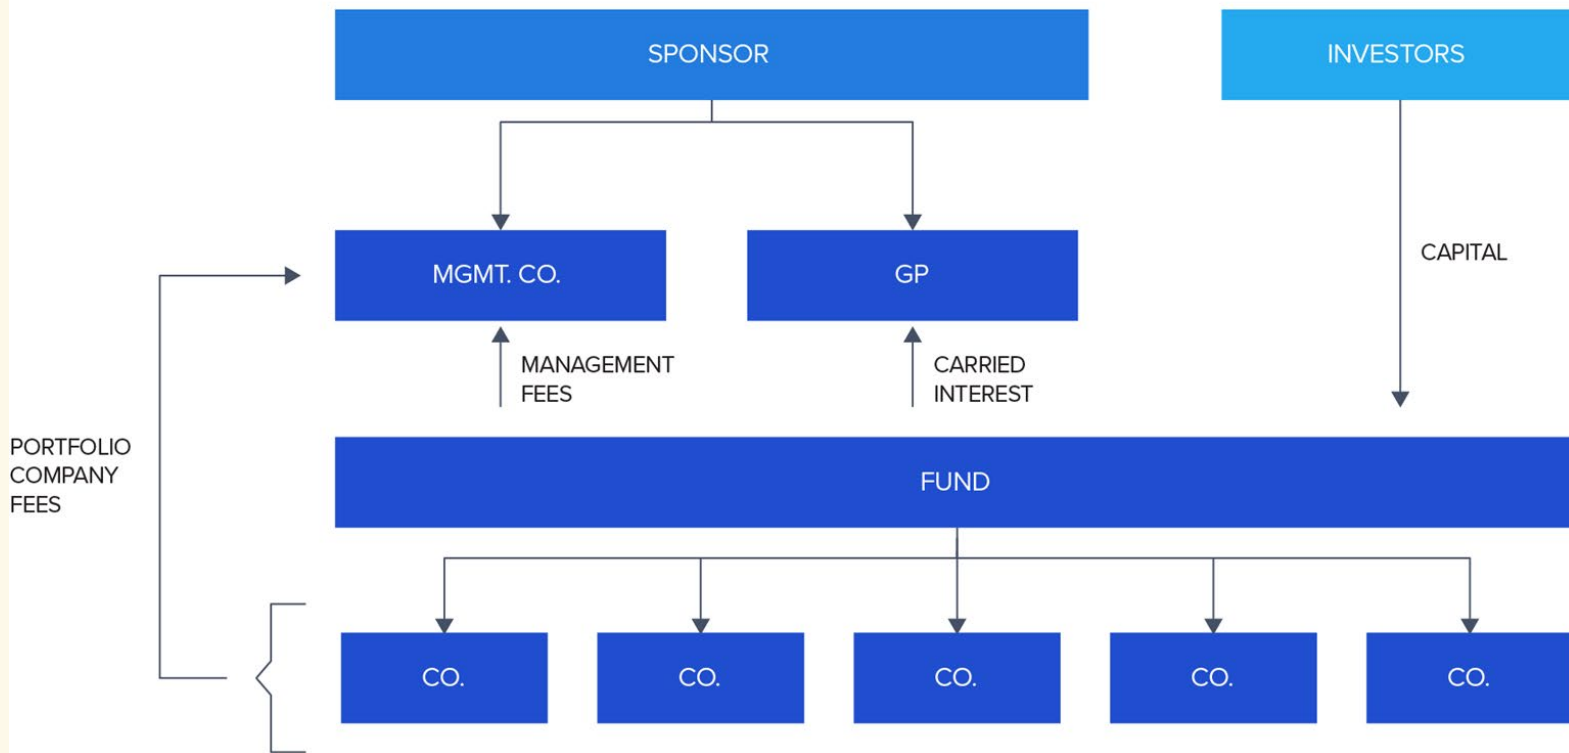 SPONSOR
INVESTORS
MGMT. CO.
GP
CAPITAL
MANAGEMENT
FEES
CARRIED
INTEREST
PORTFOLIO
COMPANY
FEES
FUND
CO.
CO.
CO.
CO.
CO.